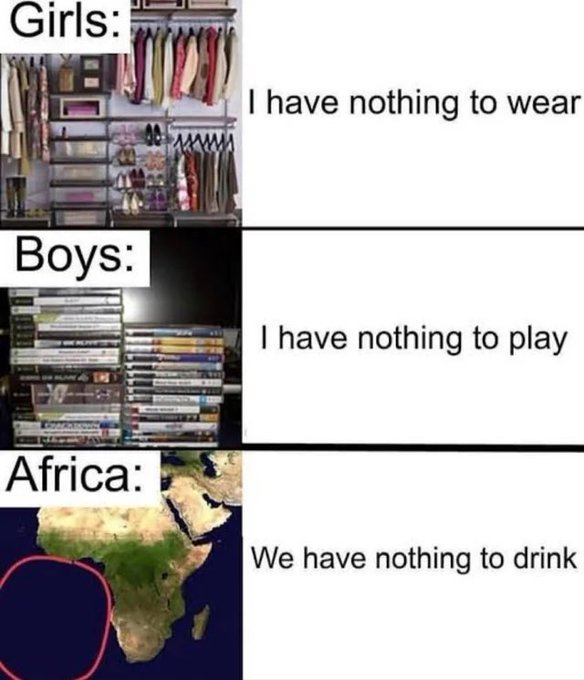 Girls:
I have nothing to wear
Boys:
I have nothing to play
Africa:
We have nothing to drink